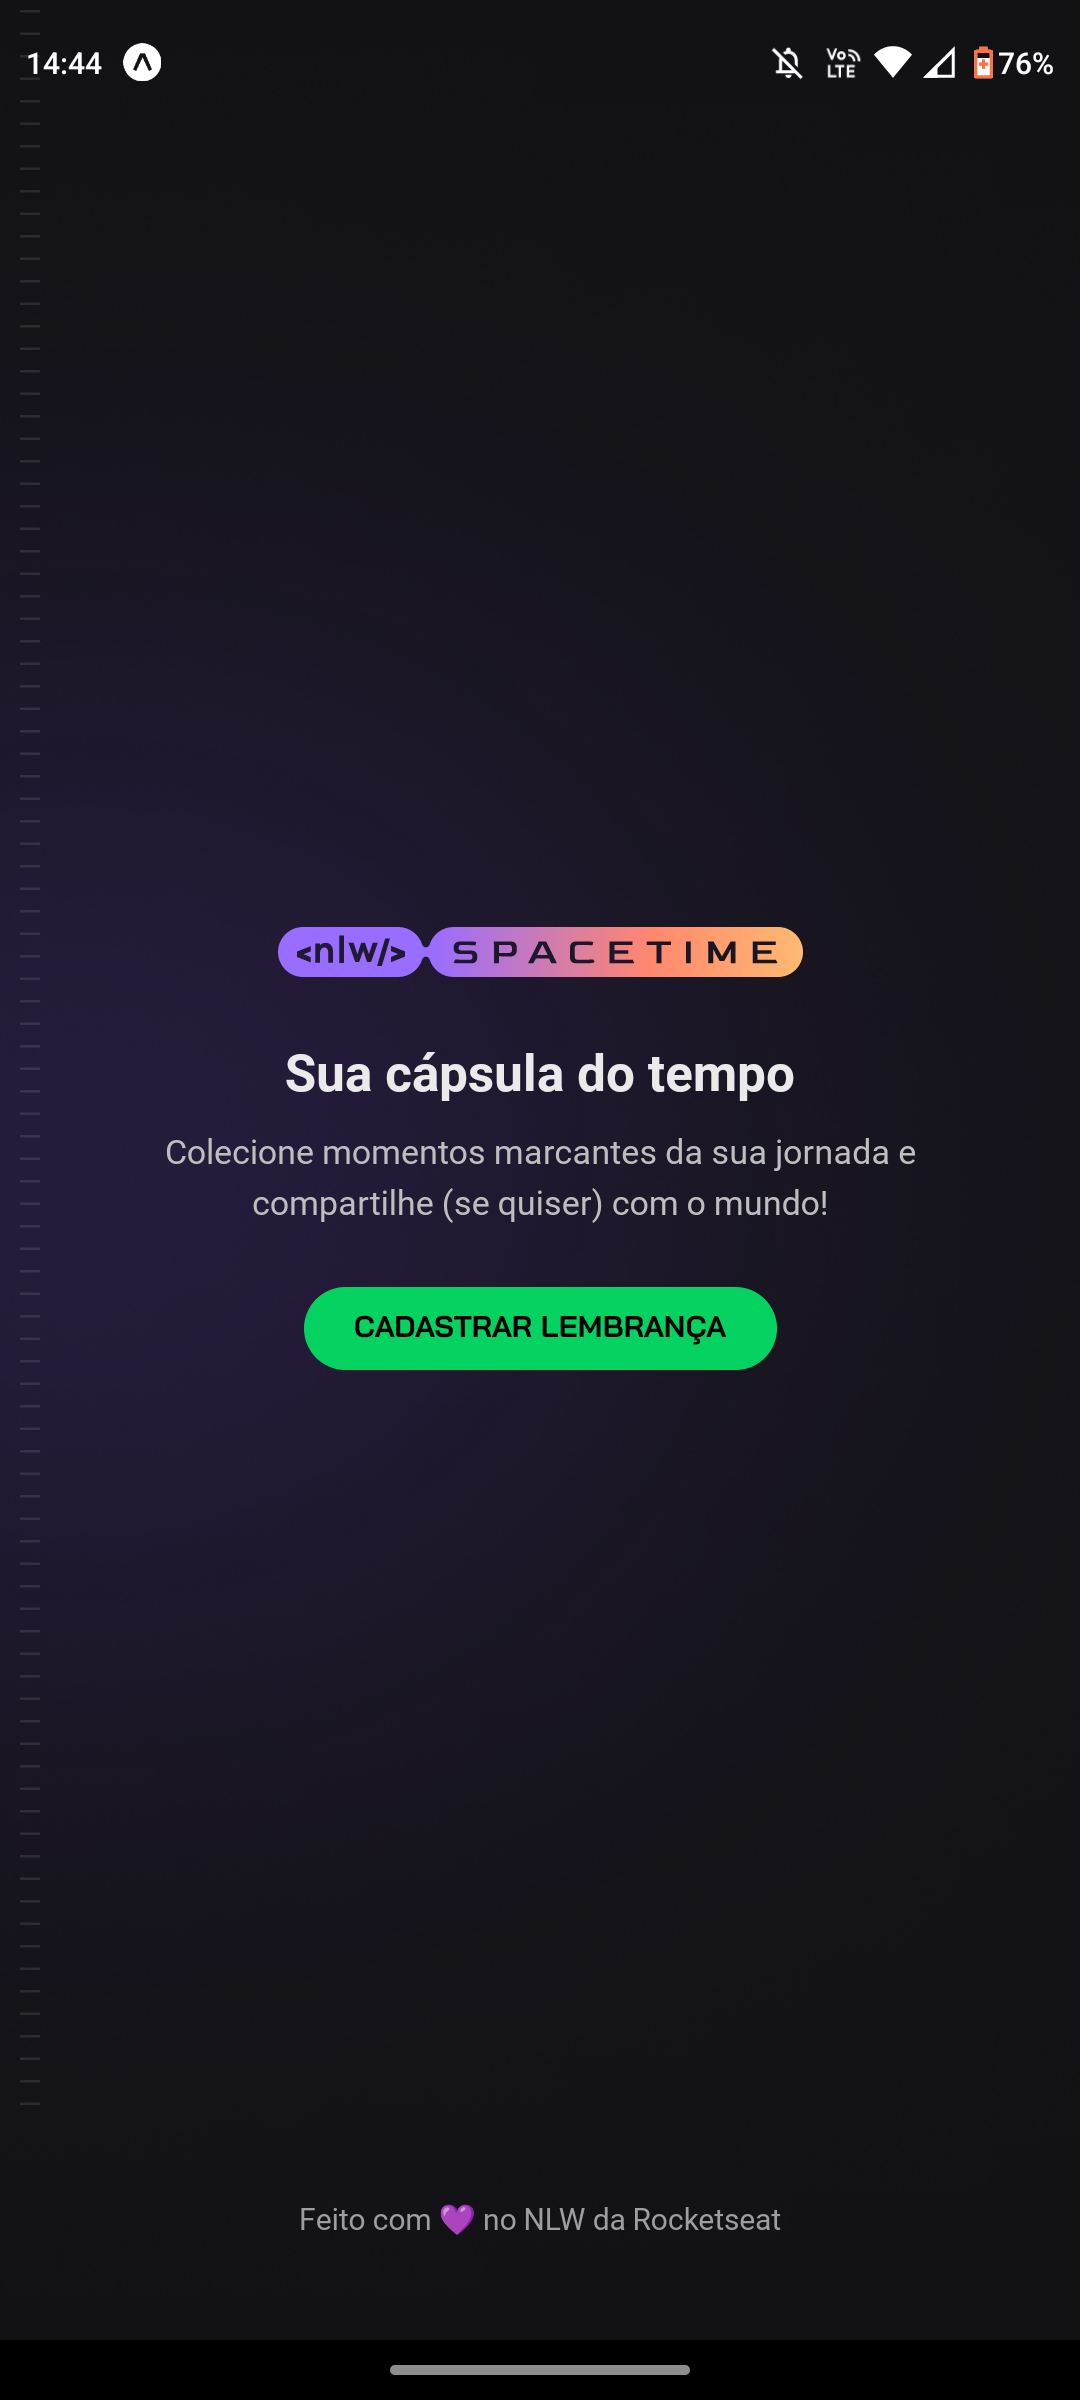 14:44
Vo LTE 76%
<nlw/> SPACETIME
Sua cápsula do tempo
Colecione momentos marcantes da sua jornada e
compartilhe (se quiser) com o mundo!
CADASTRAR LEMBRANÇA
Feito com 💜 no NLW da Rocketseat